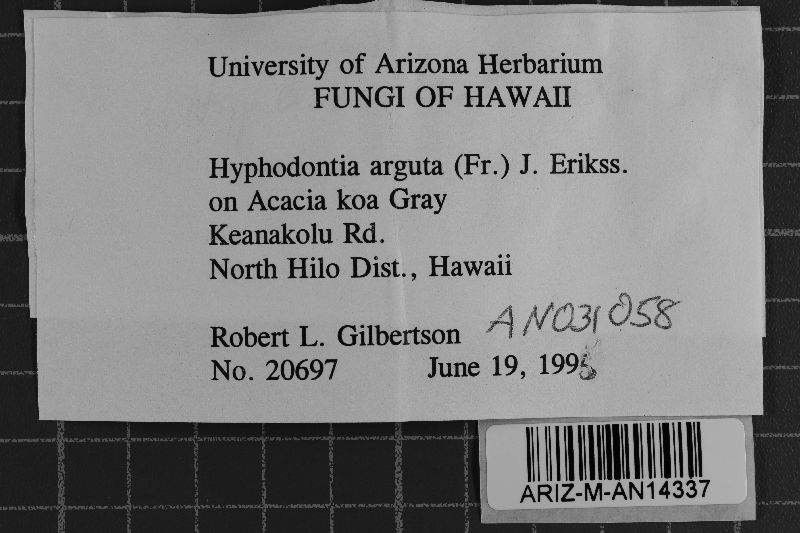 University of Arizona Herbarium
FUNGI OF HAWAII
Hyphodontia arguta (Fr.) J. Erikss.
on Acacia koa Gray
Keanakolu Rd.
North Hilo Dist., Hawaii
AN031058
Robert L. Gilbertson
No. 20697 June 19,
ARIZ-M-AN14337